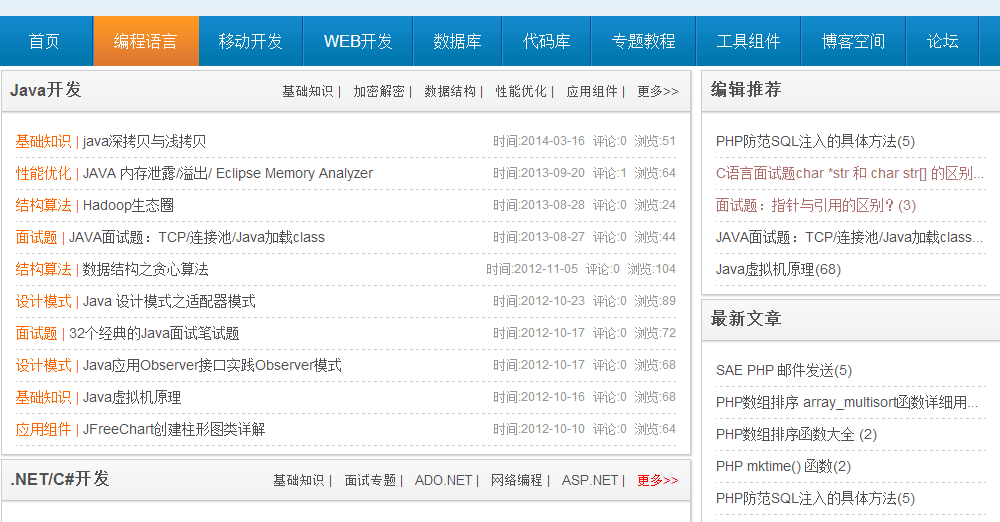 首页 编程语言 移动开发 WEB开发 数据库 代码库 专题教程 工具组件 博客空间 论坛
Java开发 基础知识 | 加密解密 | 数据结构 | 性能优化 | 应用组件 | 更多>>
基础知识 | java深拷贝与浅拷贝 时间:2014-03-16 评论:0 浏览:51
性能优化 | JAVA 内存泄露/溢出/ Eclipse Memory Analyzer 时间:2013-09-20 评论:1 浏览:64
结构算法 | Hadoop生态圈 时间:2013-08-28 评论:0 浏览:24
面试题 | JAVA面试题：TCP/连接池/Java加载class 时间:2013-08-27 评论:0 浏览:44
结构算法 | 数据结构之贪心算法 时间:2012-11-05 评论:0 浏览:104
设计模式 | Java 设计模式之适配器模式 时间:2012-10-23 评论:0 浏览:89
面试题 | 32个经典的Java面试笔试题 时间:2012-10-17 评论:0 浏览:72
设计模式 | Java应用Observer接口实践Observer模式 时间:2012-10-17 评论:0 浏览:68
基础知识 | Java虚拟机原理 时间:2012-10-16 评论:0 浏览:68
应用组件 | JFreeChart创建柱形图类详解 时间:2012-10-10 评论:0 浏览:64
.NET/C#开发 基础知识 | 面试专题 | ADO.NET | 网络编程 | ASP.NET | 更多>>
编辑推荐
PHP防范SQL注入的具体方法(5)
C语言面试题char *str 和 char str[] 的区别...
面试题：指针与引用的区别？(3)
JAVA面试题：TCP/连接池/Java加载class...
Java虚拟机原理(68)
最新文章
SAE PHP 邮件发送(5)
PHP数组排序 array_multisort函数详细用...
PHP数组排序函数大全 (2)
PHP mktime() 函数(2)
PHP防范SQL注入的具体方法(5)